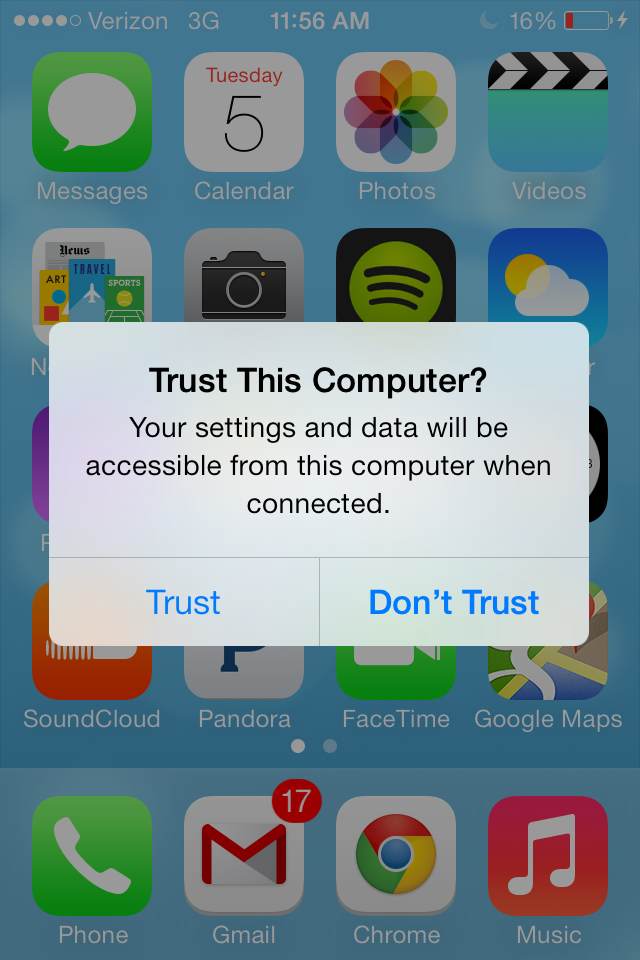 Verizon 3G 11:56 AM 16%
Tuesday
5
Messages Calendar Photos Videos
News
ART TRAVEL SPORTS
Trust This Computer?
Your settings and data will be
accessible from this computer when
connected.
Trust Don’t Trust
SoundCloud Pandora FaceTime Google Maps
17
Phone Gmail Chrome Music